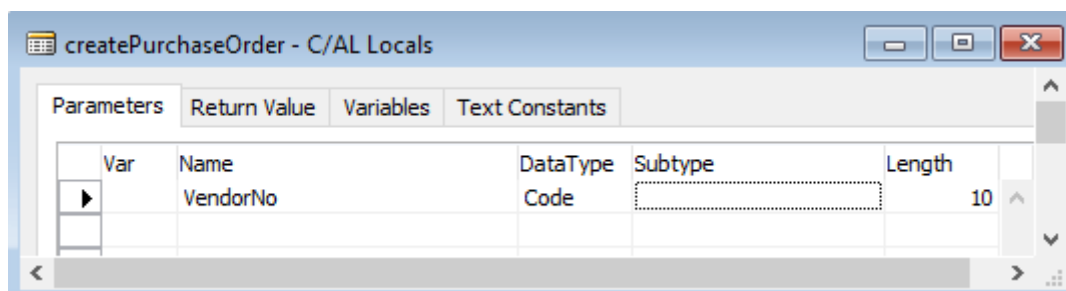 createPurchaseOrder - C/AL Locals
Parameters Return Value Variables Text Constants
Var Name DataType Subtype Length
VendorNo Code 10